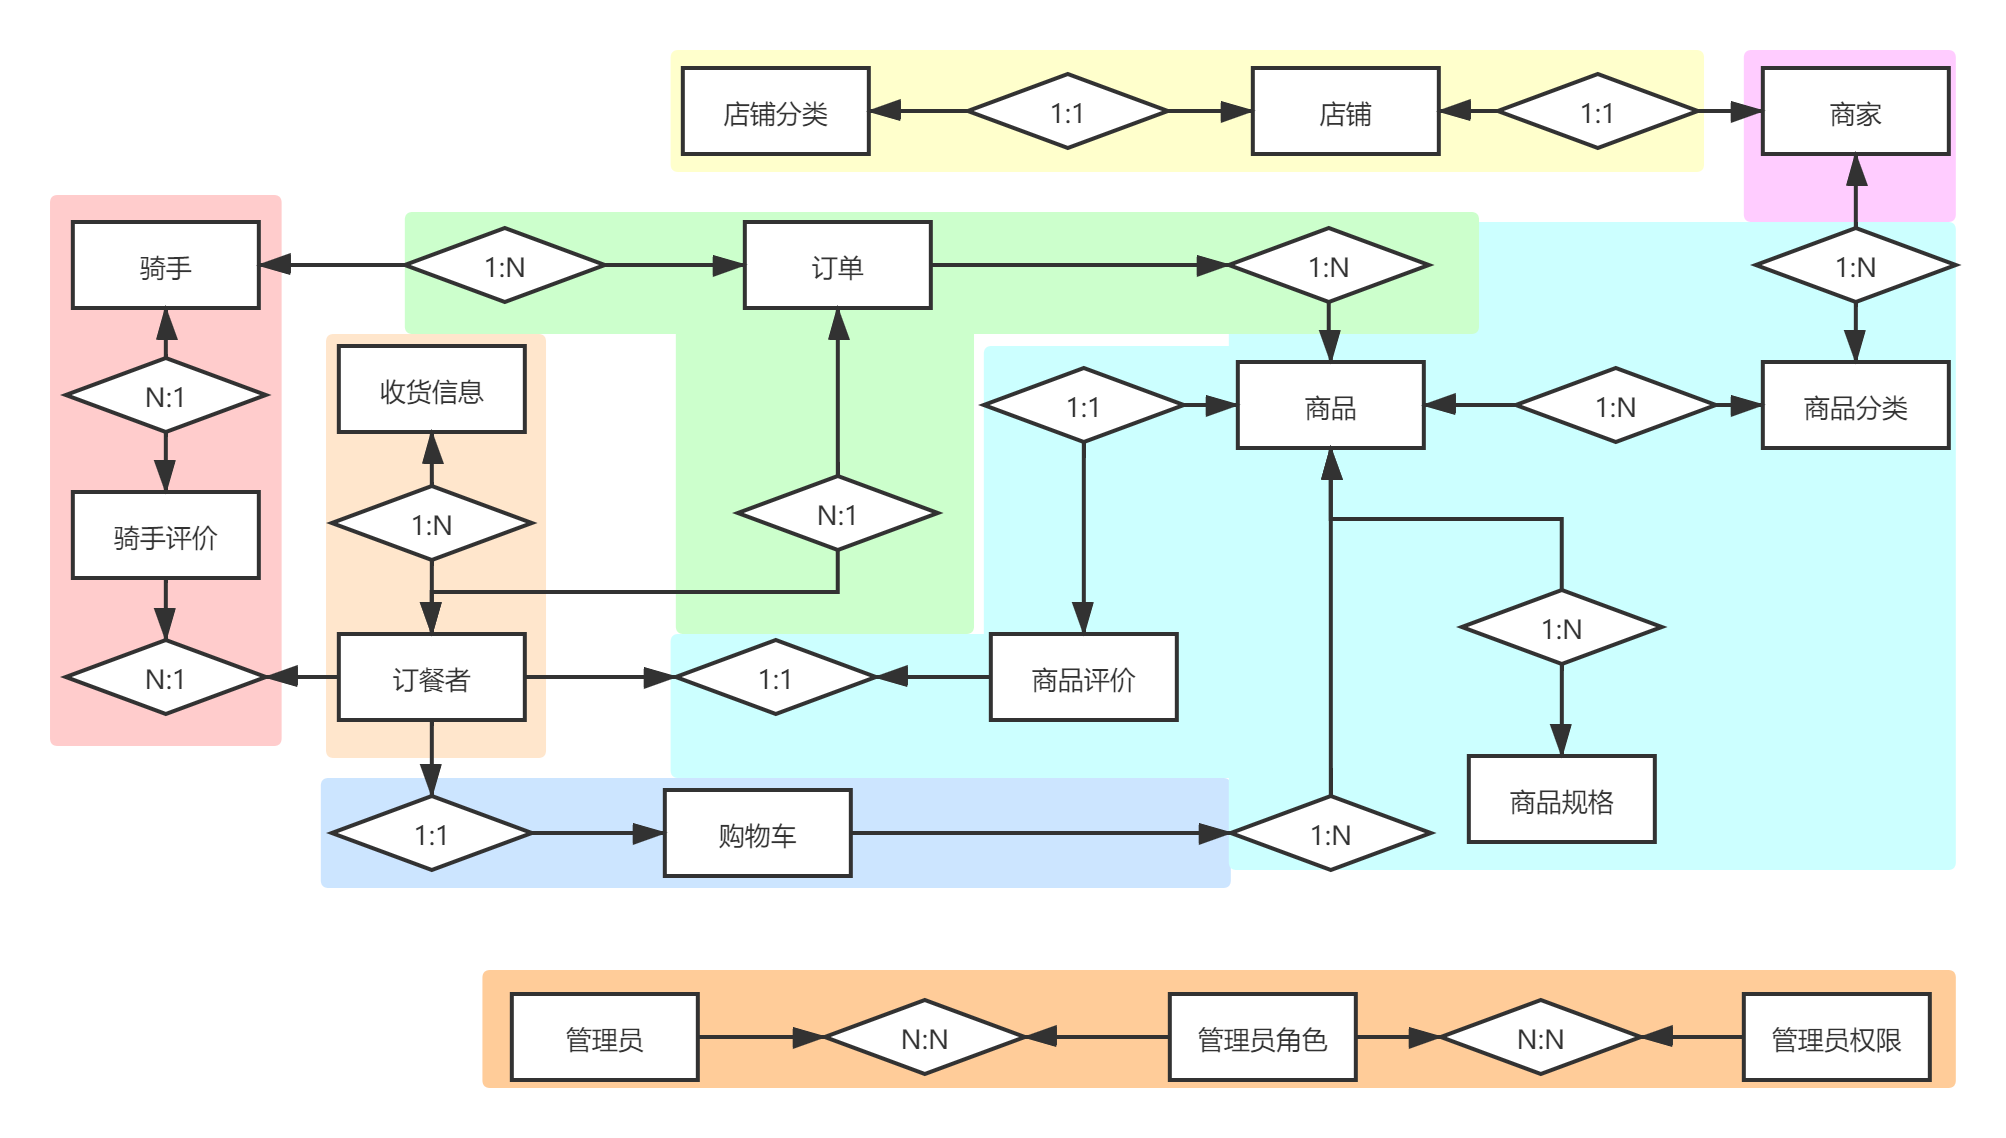 店铺分类
1:1
店铺
1:1
商家
骑手
1:N
订单
1:N
1:N
N:1
收货信息
1:1
商品
1:N
商品分类
骑手评价
1:N
N:1
1:N
N:1
订餐者
1:1
商品评价
商品规格
1:1
购物车
1:N
管理员
N:N
管理员角色
N:N
管理员权限